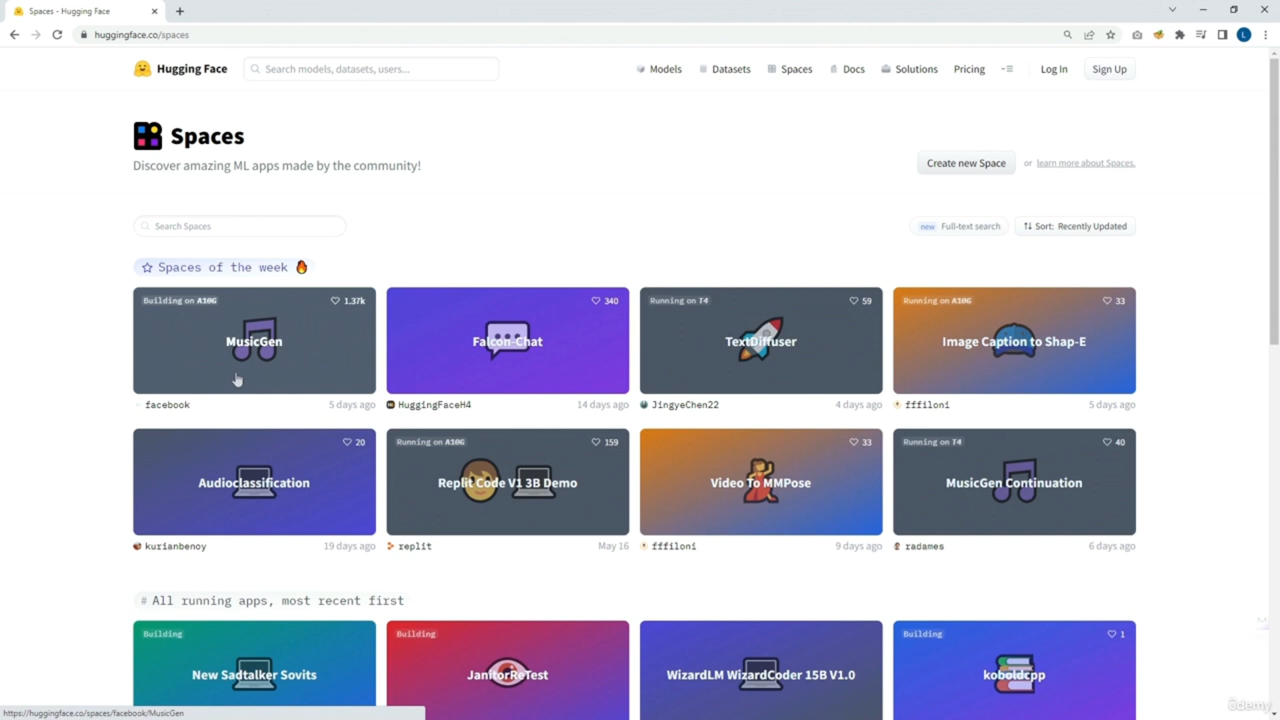 Spaces - Hugging Face
huggingface.co/spaces
L
Hugging Face
Search models, datasets, users...
Models
Datasets
Spaces
Docs
Solutions
Pricing
Log In
Sign Up
Spaces
Discover amazing ML apps made by the community!
Create new Space
or learn more about Spaces.
Search Spaces
new Full-text search
Sort: Recently Updated
Spaces of the week
Building on A10G
1.37k
MusicGen
facebook
5 days ago
340
Falcon-Chat
HuggingFaceH4
14 days ago
Running on T4
59
TextDiffuser
JingyeChen22
4 days ago
Running on A10G
33
Image Caption to Shap-E
fffiloni
5 days ago
20
Audioclassification
kurianbenoy
19 days ago
Running on A10G
159
Replit Code V1 3B Demo
replit
May 16
33
Video To MMPose
fffiloni
9 days ago
Running on T4
40
MusicGen Continuation
radames
6 days ago
# All running apps, most recent first
Building
New Sadtalker Sovits
Building
JanitorReTest
WizardLM WizardCoder 15B V1.0
Building
1
koboldcpp
https://huggingface.co/spaces/facebook/MusicGen
ûdemy